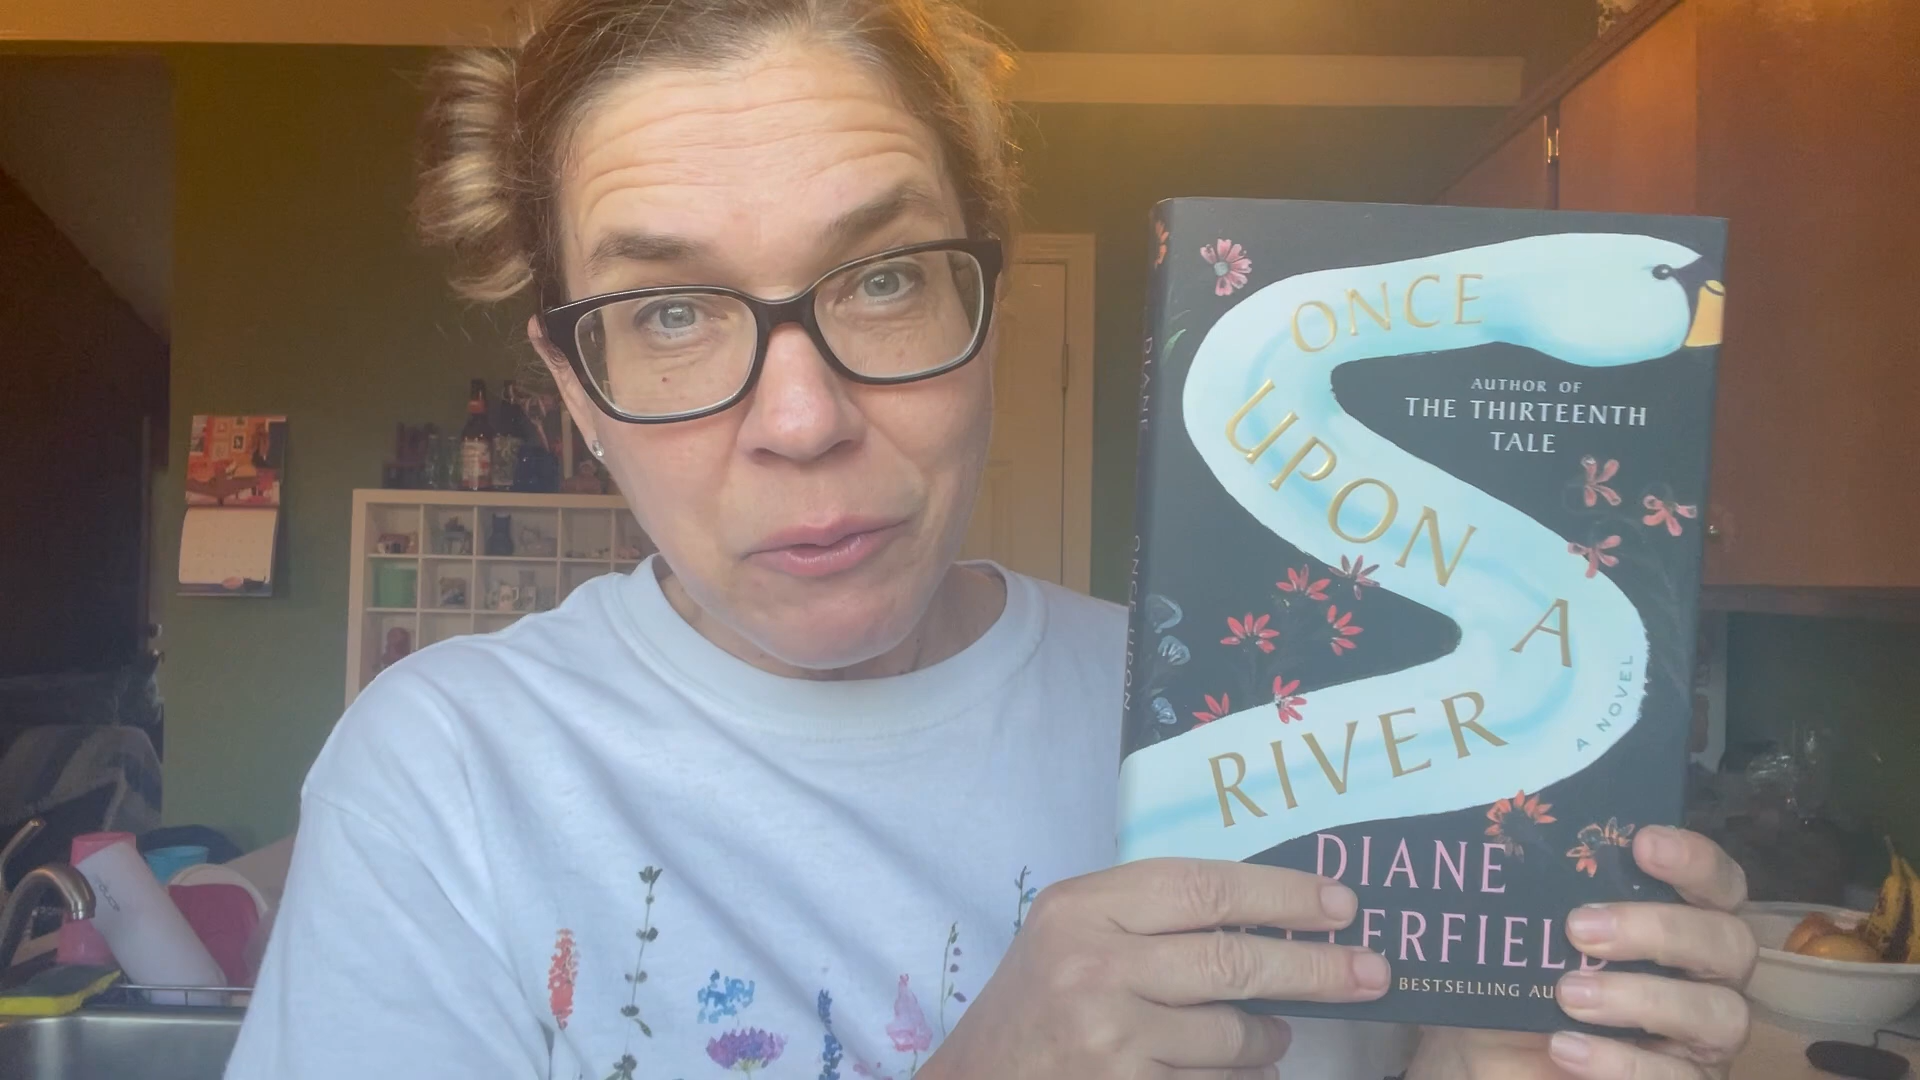 ONCE
UPON
A
RIVER
AUTHOR OF
THE THIRTEENTH
TALE
A NOVEL
DIANE
BESTSELLING
DIANE
ONCE UPON